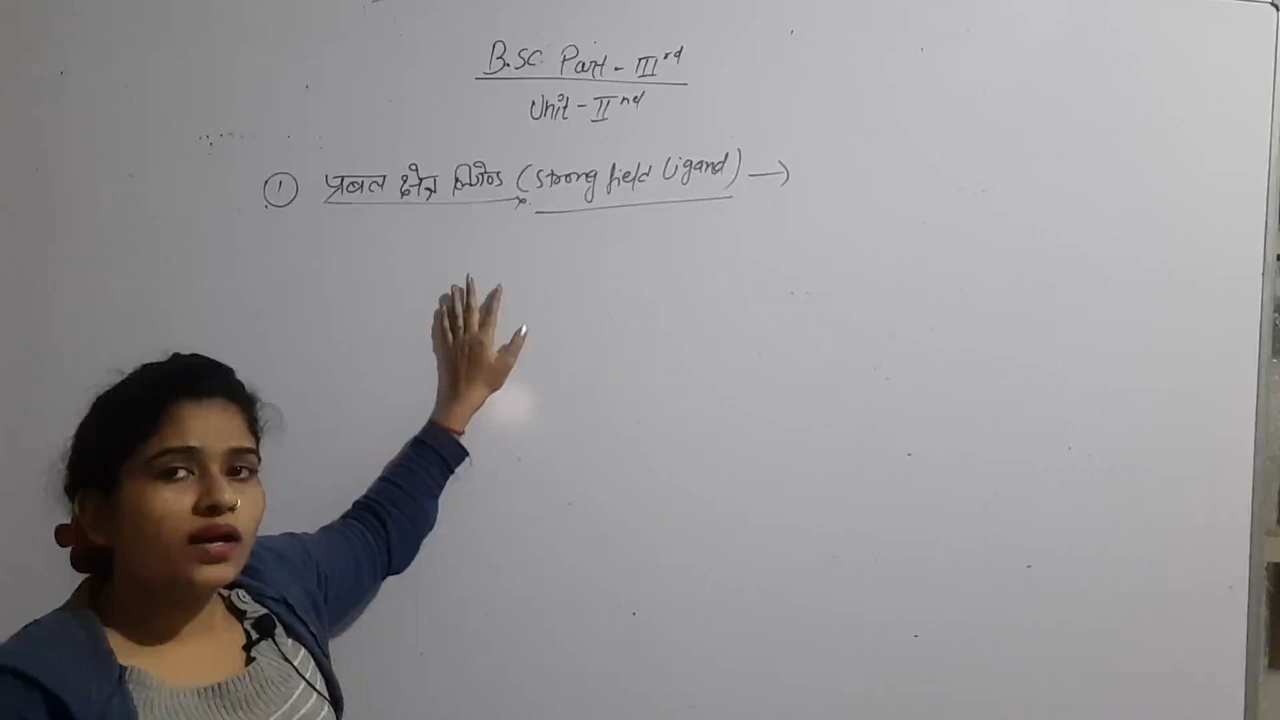 B.Sc. Part - III rd
Unit - II nd
① प्रबल क्षेत्र लिगेंड (strong field ligand) →